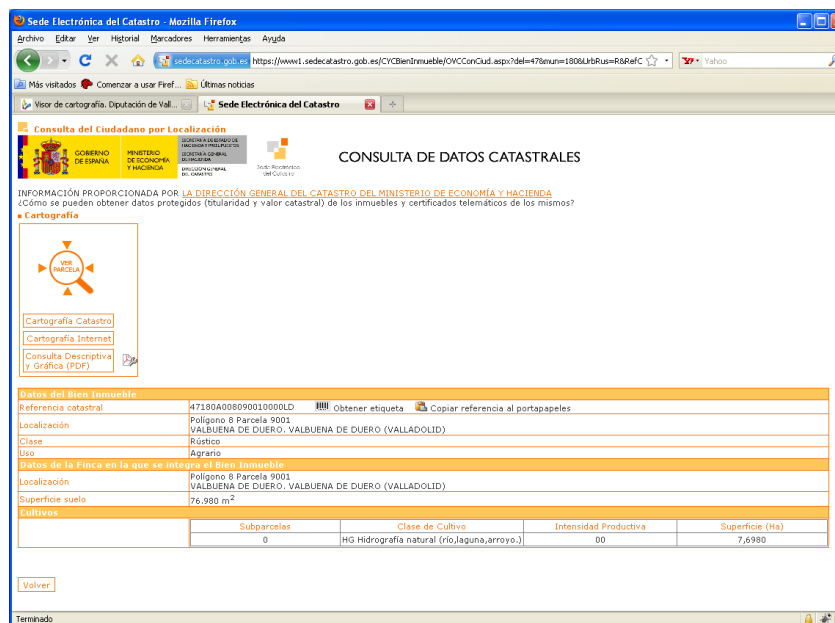 Sede Electrónica del Catastro - Mozilla Firefox
Archivo Editar Ver Historial Marcadores Herramientas Ayuda
sedecatastro.gob.es https://www1.sedecatastro.gob.es/CYCBienInmueble/OVCConCiud.aspx?del=47&mun=180&UrbRus=R&RefC
Yahoo
Más visitados Comenzar a usar Firef... Últimas noticias
Visor de cartografía. Diputación de Vall... Sede Electrónica del Catastro
Consulta del Ciudadano por Localización
GOBIERNO DE ESPAÑA
MINISTERIO DE ECONOMÍA Y HACIENDA
Sede Electrónica del Catastro
CONSULTA DE DATOS CATASTRALES
INFORMACIÓN PROPORCIONADA POR LA DIRECCIÓN GENERAL DEL CATASTRO DEL MINISTERIO DE ECONOMÍA Y HACIENDA
¿Cómo se pueden obtener datos protegidos (titularidad y valor catastral) de los inmuebles y certificados telemáticos de los mismos?
Cartografía
VER
PARCELA
Cartografía Catastro
Cartografía Internet
Consulta Descriptiva
y Gráfica (PDF)
Datos del Bien Inmueble
Referencia catastral 47180A008090010000LD Obtener etiqueta Copiar referencia al portapapeles
Localización Polígono 8 Parcela 9001
VALBUENA DE DUERO. VALBUENA DE DUERO (VALLADOLID)
Clase Rústico
Uso Agrario
Datos de la Finca en la que se integra el Bien Inmueble
Localización Polígono 8 Parcela 9001
VALBUENA DE DUERO. VALBUENA DE DUERO (VALLADOLID)
Superficie suelo 76.980 m²
Cultivos
Subparcelas Clase de Cultivo Intensidad Productiva Superficie (Ha)
0 HG Hidrografía natural (río,laguna,arroyo.) 00 7,6980
Volver
Terminado